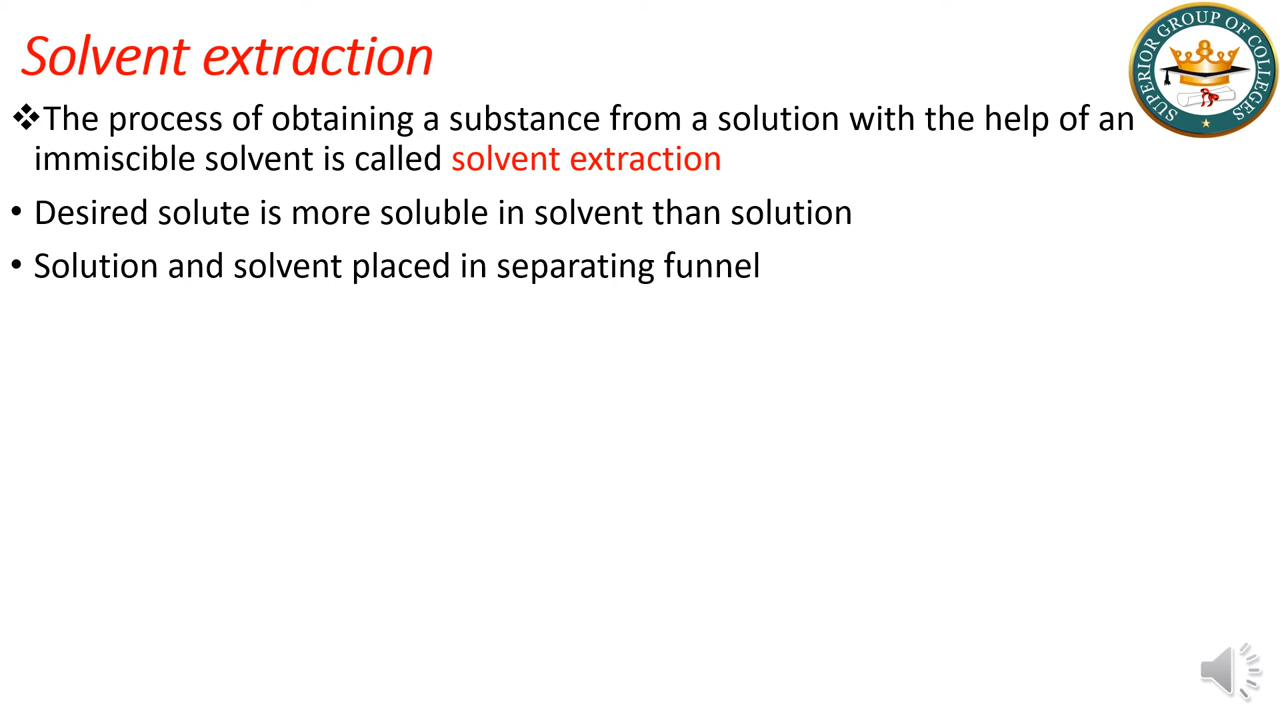 Solvent extraction
SUPERIOR GROUP OF COLLEGES
❖The process of obtaining a substance from a solution with the help of an
immiscible solvent is called solvent extraction
• Desired solute is more soluble in solvent than solution
• Solution and solvent placed in separating funnel